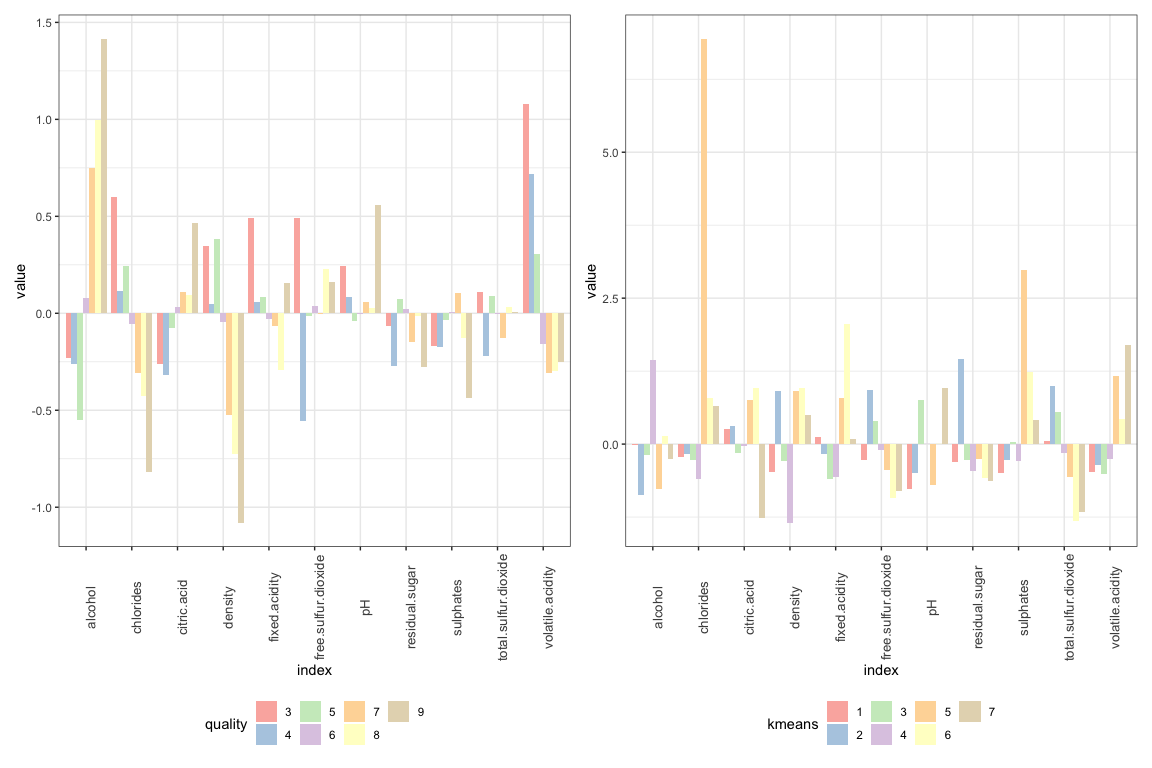 1.5
1.0
0.5
0.0
-0.5
-1.0
value
alcohol
chlorides
citric.acid
density
fixed.acidity
free.sulfur.dioxide
pH
residual.sugar
sulphates
total.sulfur.dioxide
volatile.acidity
index
quality
3 5 7 9
4 6 8
5.0
2.5
0.0
value
alcohol
chlorides
citric.acid
density
fixed.acidity
free.sulfur.dioxide
pH
residual.sugar
sulphates
total.sulfur.dioxide
volatile.acidity
index
kmeans
1 3 5 7
2 4 6